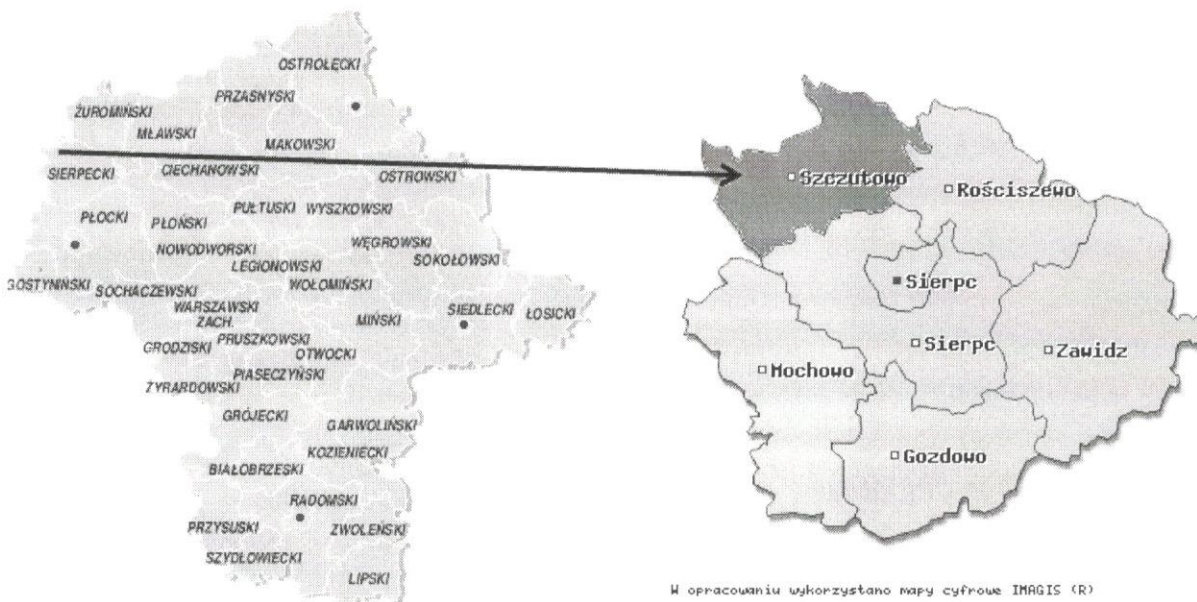 OSTROŁĘCKI
PRZASNYSKI
ŻUROMIŃSKI
MŁAWSKI
MAKOWSKI
SIERPECKI
CIECHANOWSKI
OSTROWSKI
PŁOCKI
PŁOŃSKI
PUŁTUSKI
WYSZKOWSKI
NOWODWORSKI
WĘGROWSKI
SOKOŁOWSKI
LEGIONOWSKI
GOSTYNIŃSKI
SOCHACZEWSKI
WOŁOMIŃSKI
WARSZAWSKI
ZACH.
MIŃSKI
SIEDLECKI
ŁOSICKI
GRODZISKI
PRUSZKOWSKI
OTWOCKI
PIASECZYŃSKI
ŻYRARDOWSKI
GRÓJECKI
GARWOLIŃSKI
KOZIENIECKI
BIAŁOBRZESKI
RADOMSKI
PRZYSUSKI
ZWOLEŃSKI
SZYDŁOWIECKI
LIPSKI
Szczutowo
Rościszewo
Sierpc
Sierpc
Zawidz
Mochowo
Gozdowo
W opracowaniu wykorzystano mapy cyfrowe IMAGIS (R)